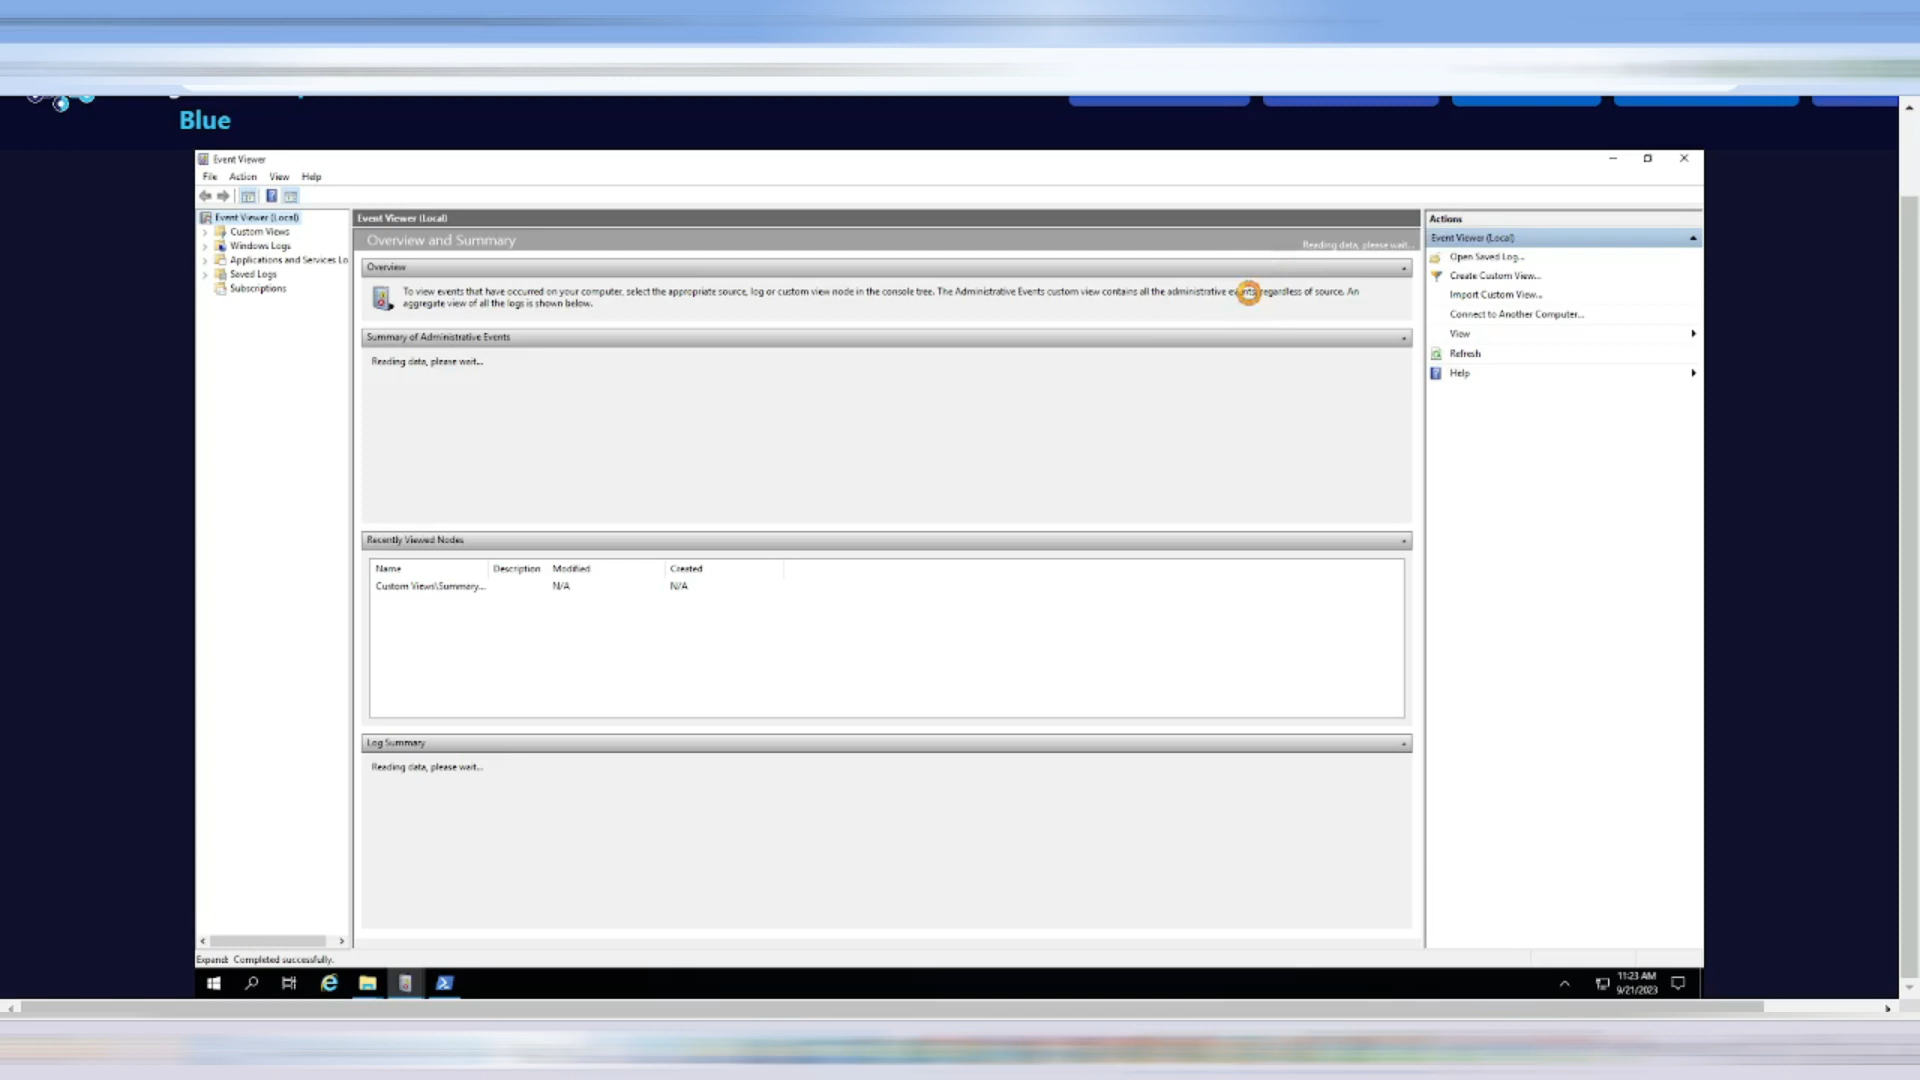 Blue
Event Viewer
File Action View Help
Event Viewer (Local)
Custom Views
Windows Logs
Applications and Services Lo
Saved Logs
Subscriptions
Event Viewer (Local)
Overview and Summary
Reading data, please wait...
Overview
To view events that have occurred on your computer, select the appropriate source, log or custom view node in the console tree. The Administrative Events custom view contains all the administrative events, regardless of source. An
aggregate view of all the logs is shown below.
Summary of Administrative Events
Reading data, please wait...
Recently Viewed Nodes
Name Description Modified Created
Custom Views\Summary... N/A N/A
Log Summary
Reading data, please wait...
Actions
Event Viewer (Local)
Open Saved Log...
Create Custom View...
Import Custom View...
Connect to Another Computer...
View
Refresh
Help
Expand: Completed successfully.
11:23 AM
9/21/2023